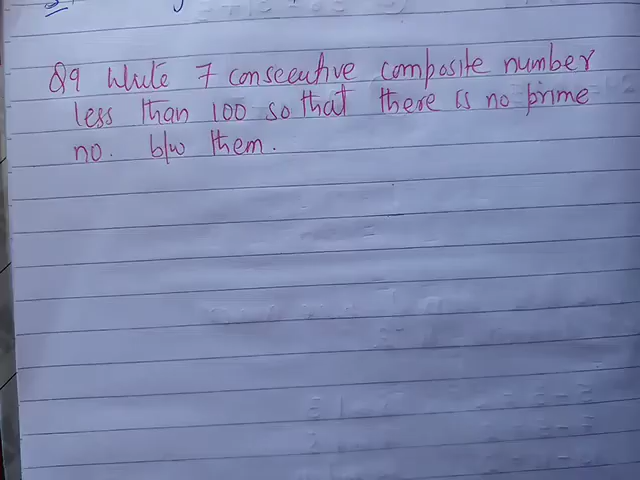 Q9 Write 7 consecutive composite number
less than 100 so that there is no prime
no. b/w them.